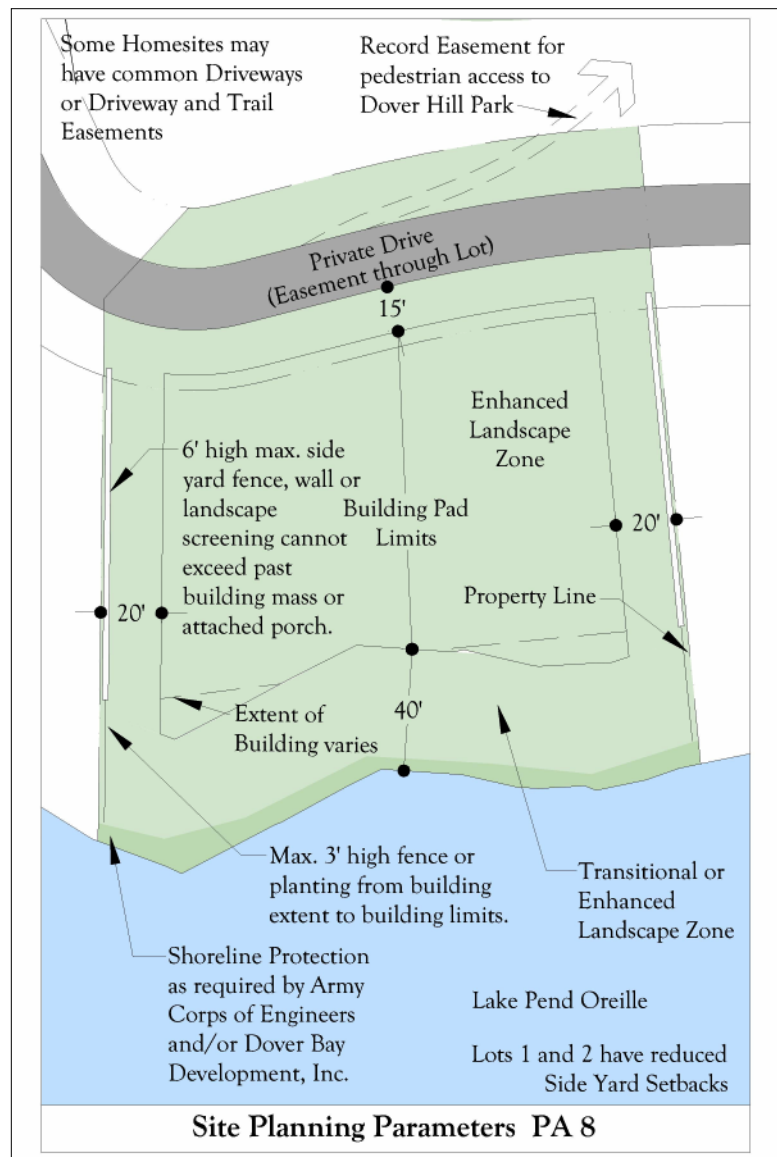 Some Homesites may
have common Driveways
or Driveway and Trail
Easements
Record Easement for
pedestrian access to
Dover Hill Park
Private Drive
(Easement through Lot)
15'
Enhanced
Landscape
Zone
6' high max. side
yard fence, wall or
landscape
screening cannot
exceed past
building mass or
attached porch.
Building Pad
Limits
20'
20'
Property Line
Extent of
Building varies
40'
Max. 3' high fence or
planting from building
extent to building limits.
Transitional or
Enhanced
Landscape Zone
Shoreline Protection
as required by Army
Corps of Engineers
and/or Dover Bay
Development, Inc.
Lake Pend Oreille
Lots 1 and 2 have reduced
Side Yard Setbacks
Site Planning Parameters PA 8